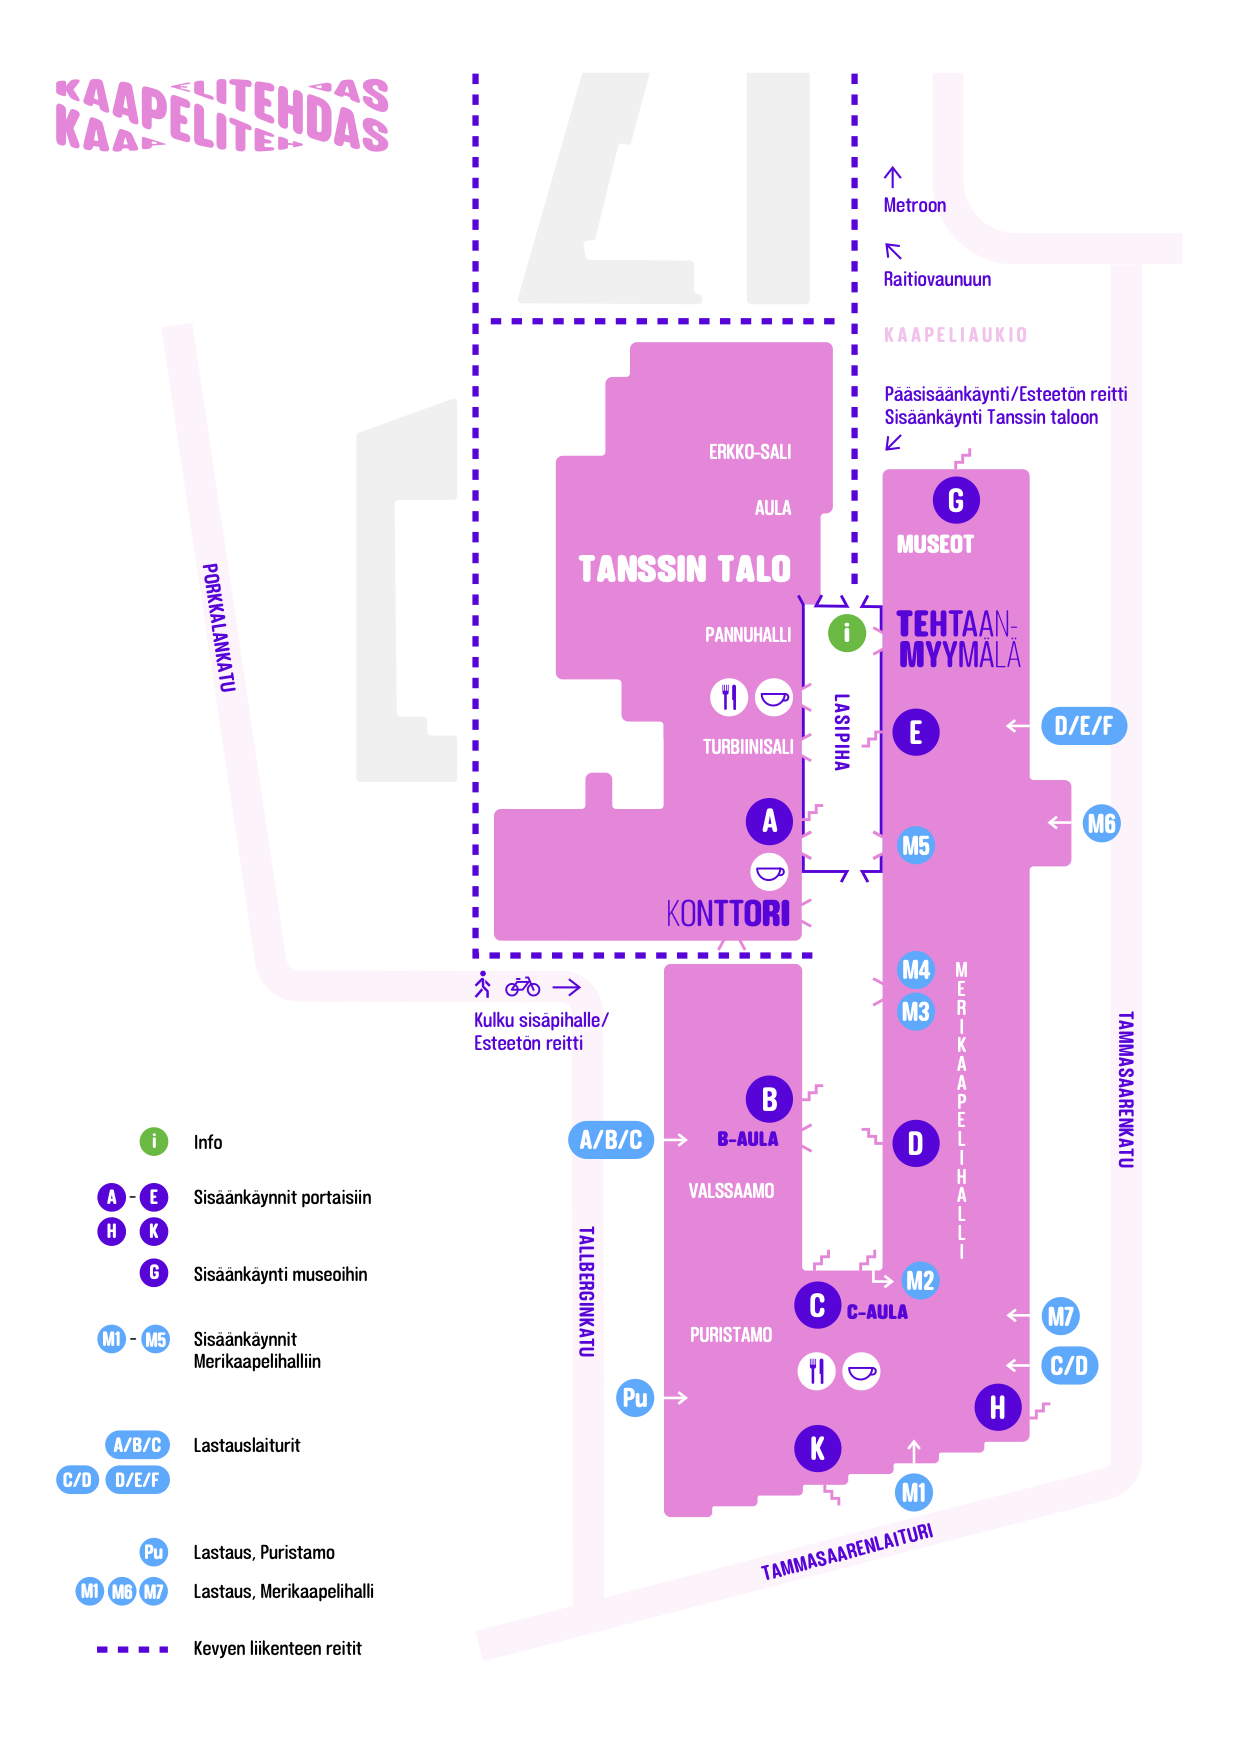 KAAPELITEHDAS
KAAPELITEHDAS
Metroon
Raitiovaunuun
KAAPELIAUKIO
Pääsisäänkäynti/Esteetön reitti
Sisäänkäynti Tanssin taloon
ERKKO-SALI
AULA
TANSSIN TALO
PANNUHALLI
TURBIINISALI
A
KONTTORI
i
LASIPIHA
G
MUSEOT
TEHTAAN-
MYYMÄLÄ
E
D/E/F
M6
M5
M4
M3
MERIKAAPELIHALLI
PORKKALANKATU
TAMMASAARENKATU
Kulku sisäpihalle/
Esteetön reitti
B
B-AULA
A/B/C
VALSSAAMO
D
TALLBERGINKATU
M2
C
C-AULA
PURISTAMO
M7
C/D
Pu
H
K
M1
TAMMASAARENLAITURI
i Info
A - E Sisäänkäynnit portaisiin
H K
G Sisäänkäynti museoihin
M1 - M5 Sisäänkäynnit
Merikaapelihalliin
A/B/C Lastauslaiturit
C/D D/E/F
Pu Lastaus, Puristamo
M1 M6 M7 Lastaus, Merikaapelihalli
Kevyen liikenteen reitit